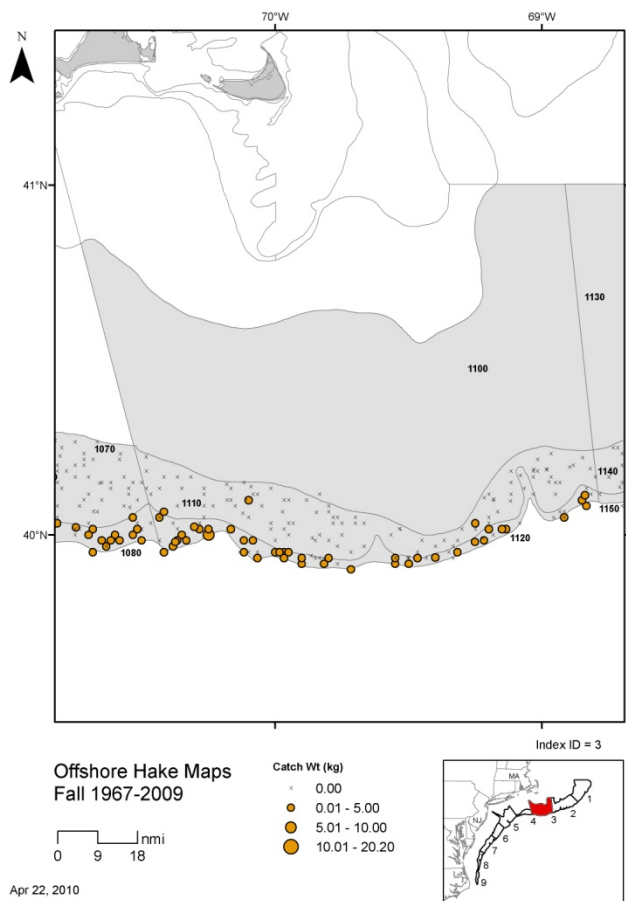 70°W
69°W
N
41°N
1130
1100
1070
1140
1110
1150
40°N
1120
1080
Index ID = 3
Offshore Hake Maps
Fall 1967-2009
Catch Wt (kg)
0.00
0.01 - 5.00
5.01 - 10.00
10.01 - 20.20
nmi
0 9 18
MA
NJ
1
2
3
4
5
6
7
8
9
Apr 22, 2010